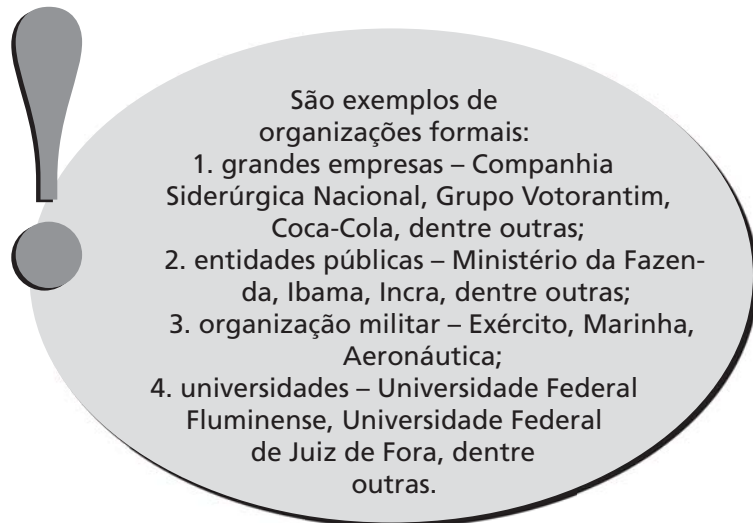 São exemplos de
organizações formais:
1. grandes empresas – Companhia
Siderúrgica Nacional, Grupo Votorantim,
Coca-Cola, dentre outras;
2. entidades públicas – Ministério da Fazen-
da, Ibama, Incra, dentre outras;
3. organização militar – Exército, Marinha,
Aeronáutica;
4. universidades – Universidade Federal
Fluminense, Universidade Federal
de Juiz de Fora, dentre
outras.